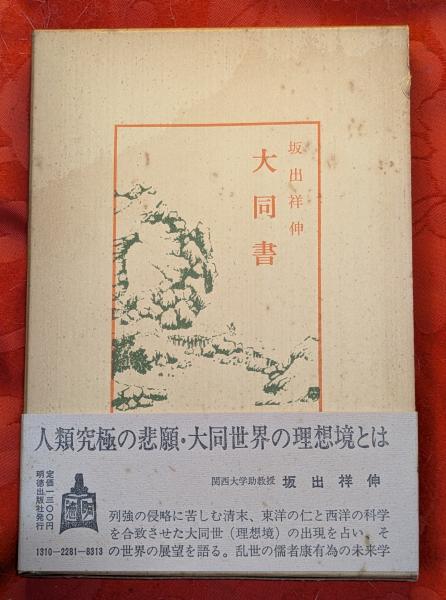 坂出祥伸
大同書
人類究極の悲願・大同世界の理想境とは
関西大学助教授 坂出祥伸
列強の侵略に苦しむ清末、東洋の仁と西洋の科学
を合致させた大同世（理想境）の出現を占い、そ
の世界の展望を語る。乱世の儒者康有為の未来学
定価一三〇〇円
明徳出版社発行
1310-2281-8313